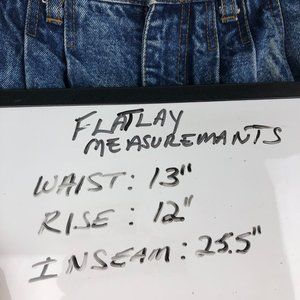 FLATLAY
MEASUREMANTS
WAIST: 13"
RISE: 12"
INSEAM: 25.5"